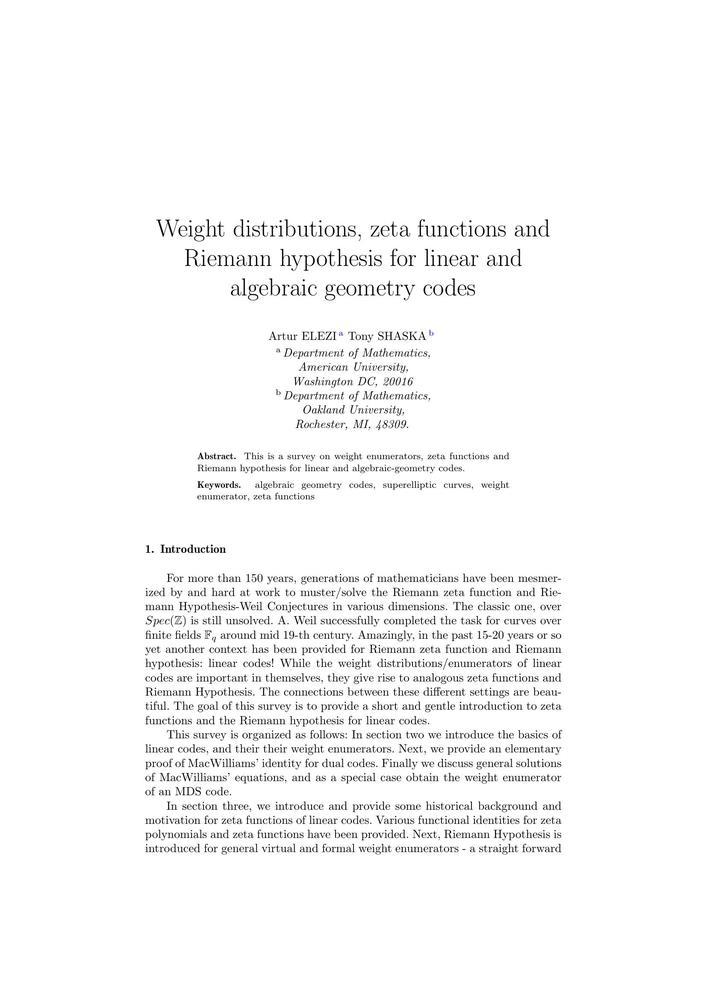 Weight distributions, zeta functions and
Riemann hypothesis for linear and
algebraic geometry codes
Artur ELEZI a Tony SHASKA b
a Department of Mathematics,
American University,
Washington DC, 20016
b Department of Mathematics,
Oakland University,
Rochester, MI, 48309.
Abstract. This is a survey on weight enumerators, zeta functions and
Riemann hypothesis for linear and algebraic-geometry codes.
Keywords. algebraic geometry codes, superelliptic curves, weight
enumerator, zeta functions
1. Introduction
For more than 150 years, generations of mathematicians have been mesmer-
ized by and hard at work to muster/solve the Riemann zeta function and Rie-
mann Hypothesis-Weil Conjectures in various dimensions. The classic one, over
Spec(ℤ) is still unsolved. A. Weil successfully completed the task for curves over
finite fields 𝔽q around mid 19-th century. Amazingly, in the past 15-20 years or so
yet another context has been provided for Riemann zeta function and Riemann
hypothesis: linear codes! While the weight distributions/enumerators of linear
codes are important in themselves, they give rise to analogous zeta functions and
Riemann Hypothesis. The connections between these different settings are beau-
tiful. The goal of this survey is to provide a short and gentle introduction to zeta
functions and the Riemann hypothesis for linear codes.
This survey is organized as follows: In section two we introduce the basics of
linear codes, and their their weight enumerators. Next, we provide an elementary
proof of MacWilliams' identity for dual codes. Finally we discuss general solutions
of MacWilliams' equations, and as a special case obtain the weight enumerator
of an MDS code.
In section three, we introduce and provide some historical background and
motivation for zeta functions of linear codes. Various functional identities for zeta
polynomials and zeta functions have been provided. Next, Riemann Hypothesis is
introduced for general virtual and formal weight enumerators - a straight forward